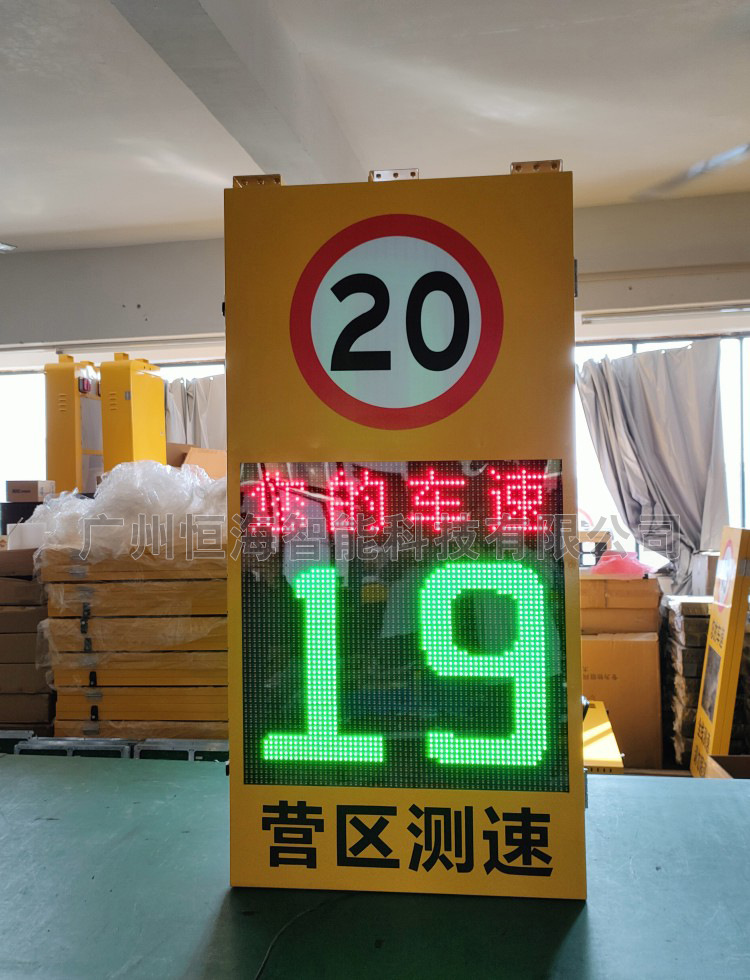 20
您的车速
广州恒海智能科技有限公司
19
营区测速